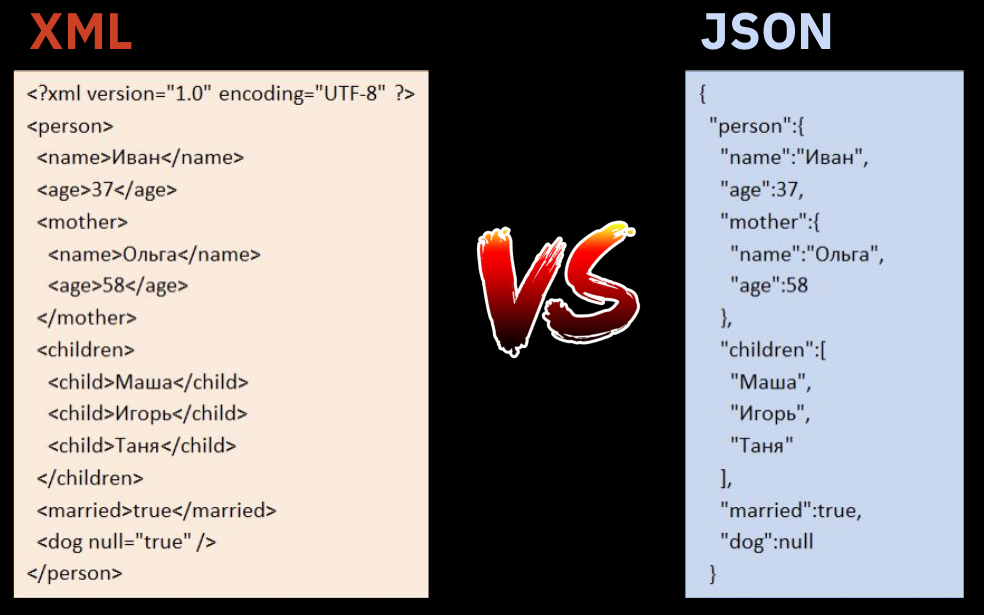 XML
<?xml version="1.0" encoding="UTF-8" ?>
<person>
<name>Иван</name>
<age>37</age>
<mother>
<name>Ольга</name>
<age>58</age>
</mother>
<children>
<child>Маша</child>
<child>Игорь</child>
<child>Таня</child>
</children>
<married>true</married>
<dog null="true" />
</person>
VS
JSON
{
"person":{
"name":"Иван",
"age":37,
"mother":{
"name":"Ольга",
"age":58
},
"children":[
"Маша",
"Игорь",
"Таня"
],
"married":true,
"dog":null
}